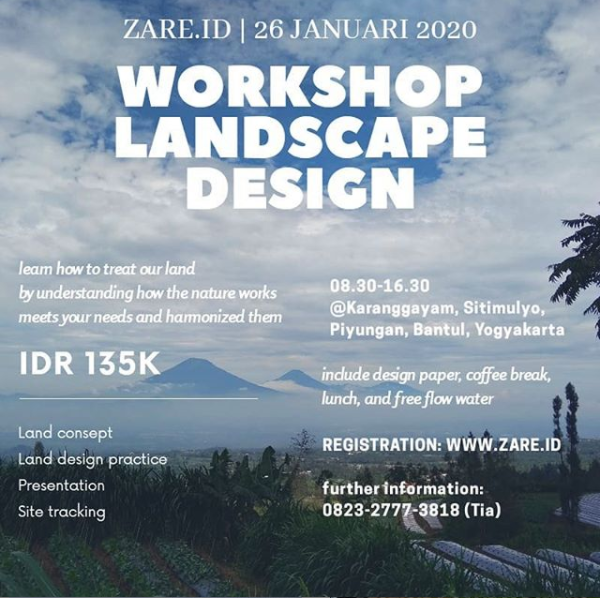 ZARE.ID | 26 JANUARI 2020
WORKSHOP
LANDSCAPE
DESIGN
learn how to treat our land
by understanding how the nature works
meets your needs and harmonized them
IDR 135K
Land consept
Land design practice
Presentation
Site tracking
08.30-16.30
@Karanggayam, Sitimulyo,
Piyungan, Bantul, Yogyakarta
include design paper, coffee break,
lunch, and free flow water
REGISTRATION: WWW.ZARE.ID
further information:
0823-2777-3818 (Tia)